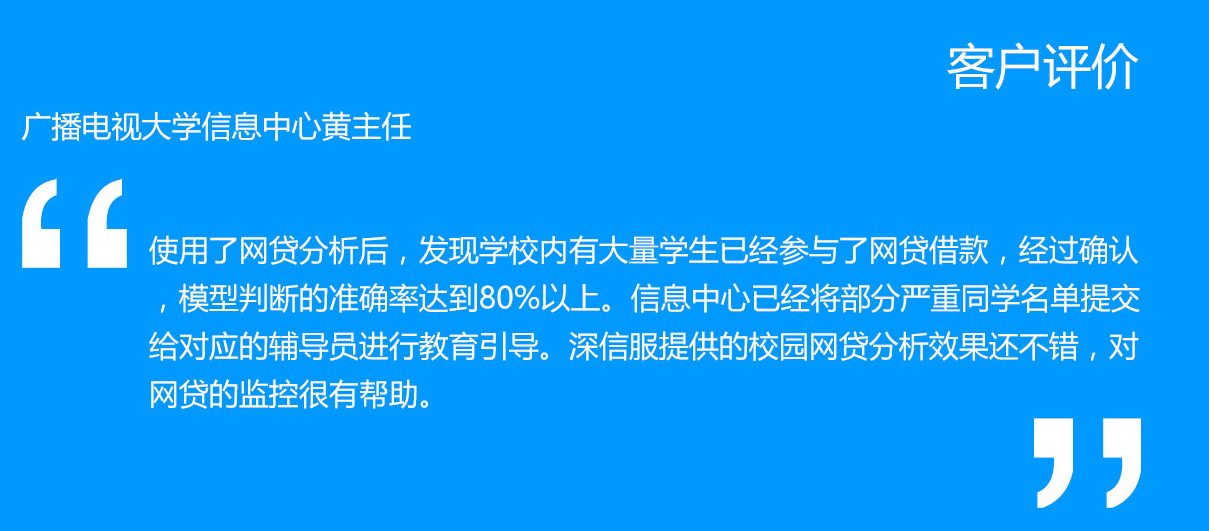 客户评价
广播电视大学信息中心黄主任
“
使用了网贷分析后，发现学校内有大量学生已经参与了网贷借款，经过确认
，模型判断的准确率达到80%以上。信息中心已经将部分严重同学名单提交
给对应的辅导员进行教育引导。深信服提供的校园网贷分析效果还不错，对
网贷的监控很有帮助。
”